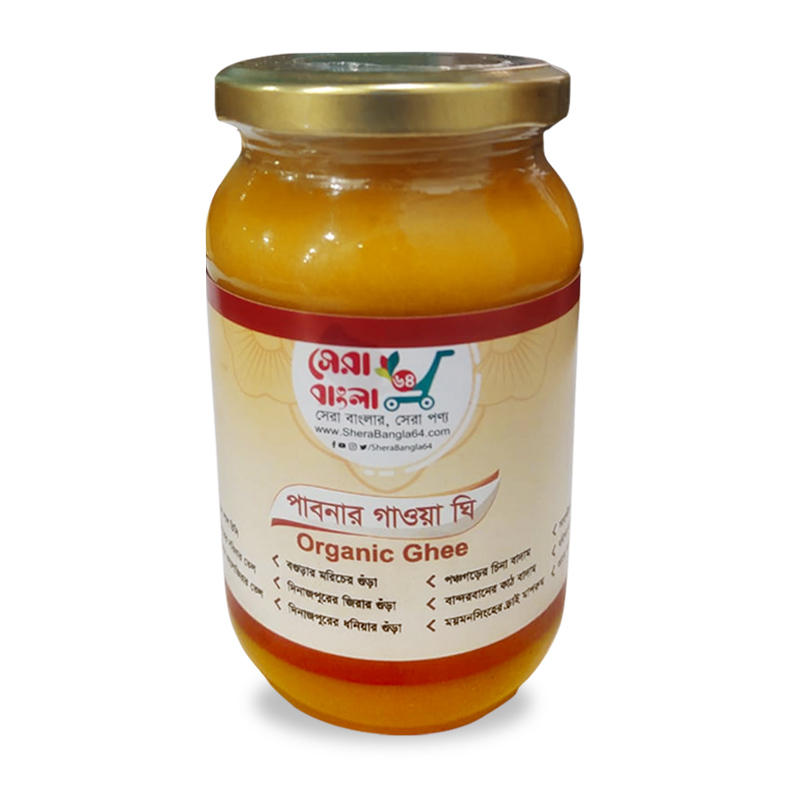 সেরা
বাংলা ৬৪
সেরা বাংলার, সেরা পণ্য
www.SheraBangla64.com
/SheraBangla64
পাবনার গাওয়া ঘি
Organic Ghee
বগুড়ার মরিচের গুঁড়া
দিনাজপুরের জিরার গুঁড়া
দিনাজপুরের ধনিয়ার গুঁড়া
পঞ্চগড়ের চিনা বাদাম
বান্দরবানের কাঠ বাদাম
ময়মনসিংহের ড্রাই মাশরুম